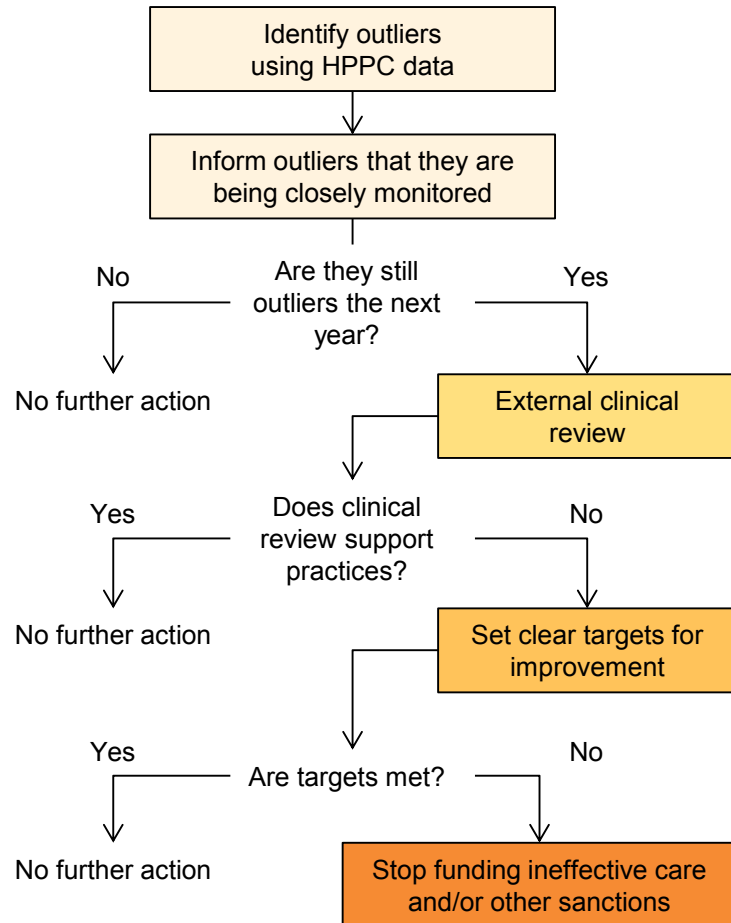 Identify outliers
using HPPC data
Inform outliers that they are
being closely monitored
No
Are they still
outliers the next
year?
Yes
No further action
External clinical
review
Yes
Does clinical
review support
practices?
No
No further action
Set clear targets for
improvement
Yes
Are targets met?
No
No further action
Stop funding ineffective care
and/or other sanctions